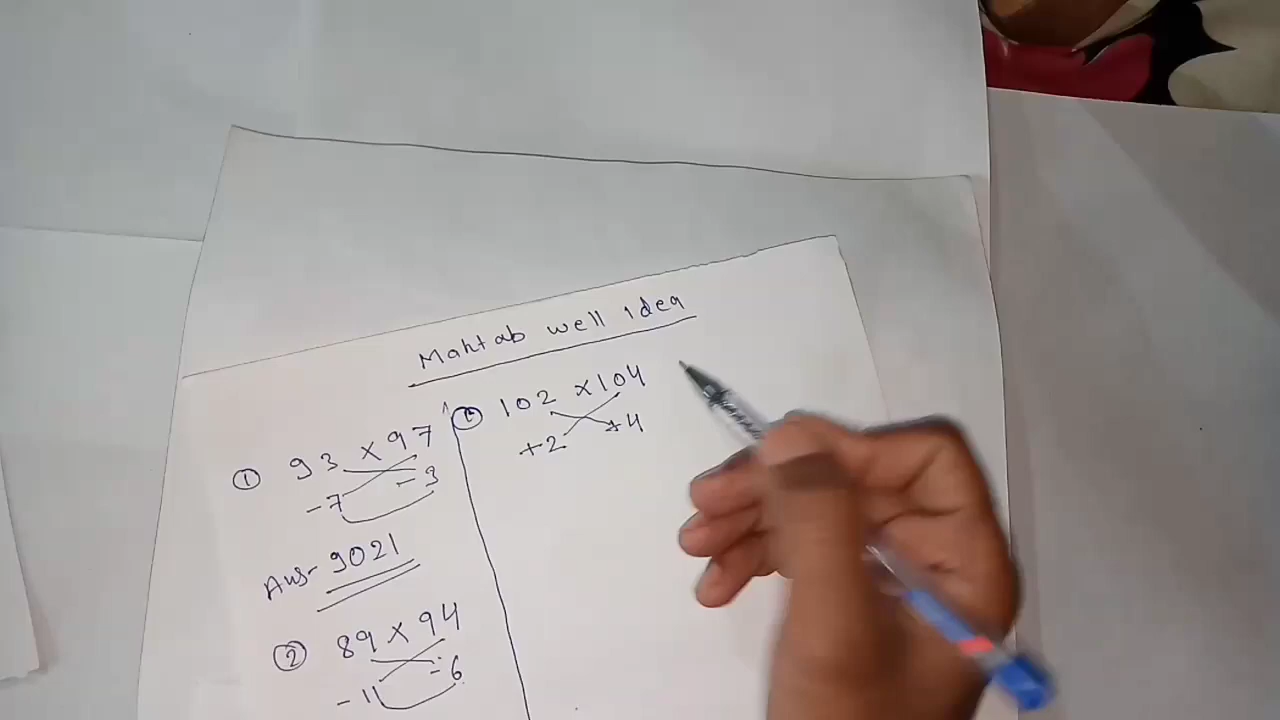 Mahtab well Idea
① 93 × 97
-7 -3
Ans- 9021
② 89 × 94
-11 -6
102 × 104
+2 +4